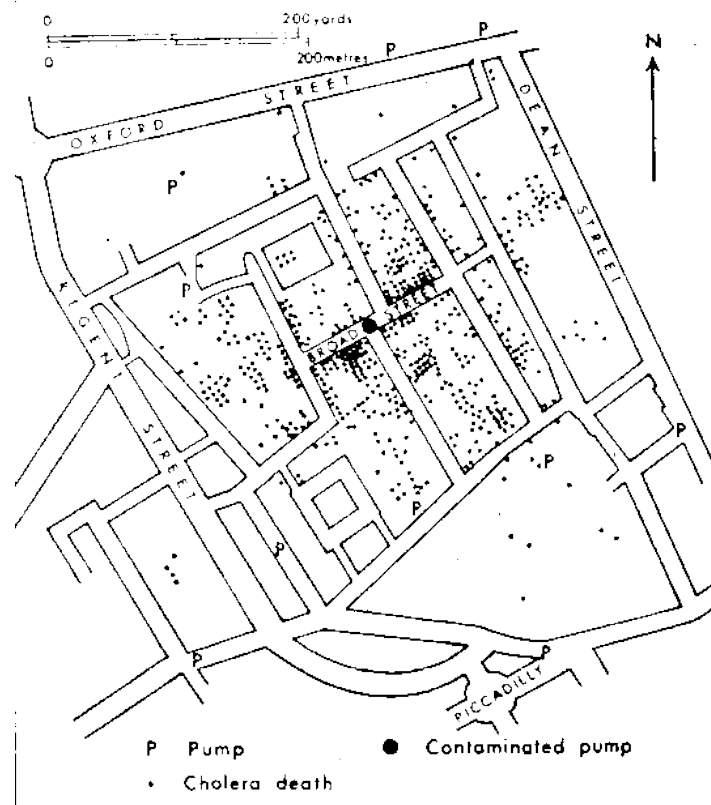 0 200 yards
0 200 metres
N
OXFORD STREET
DEAN STREET
REGENT STREET
BROAD STREET
PICCADILLY
P
P
P
P
P
P
P
P
P
P
P Pump
Contaminated pump
Cholera death